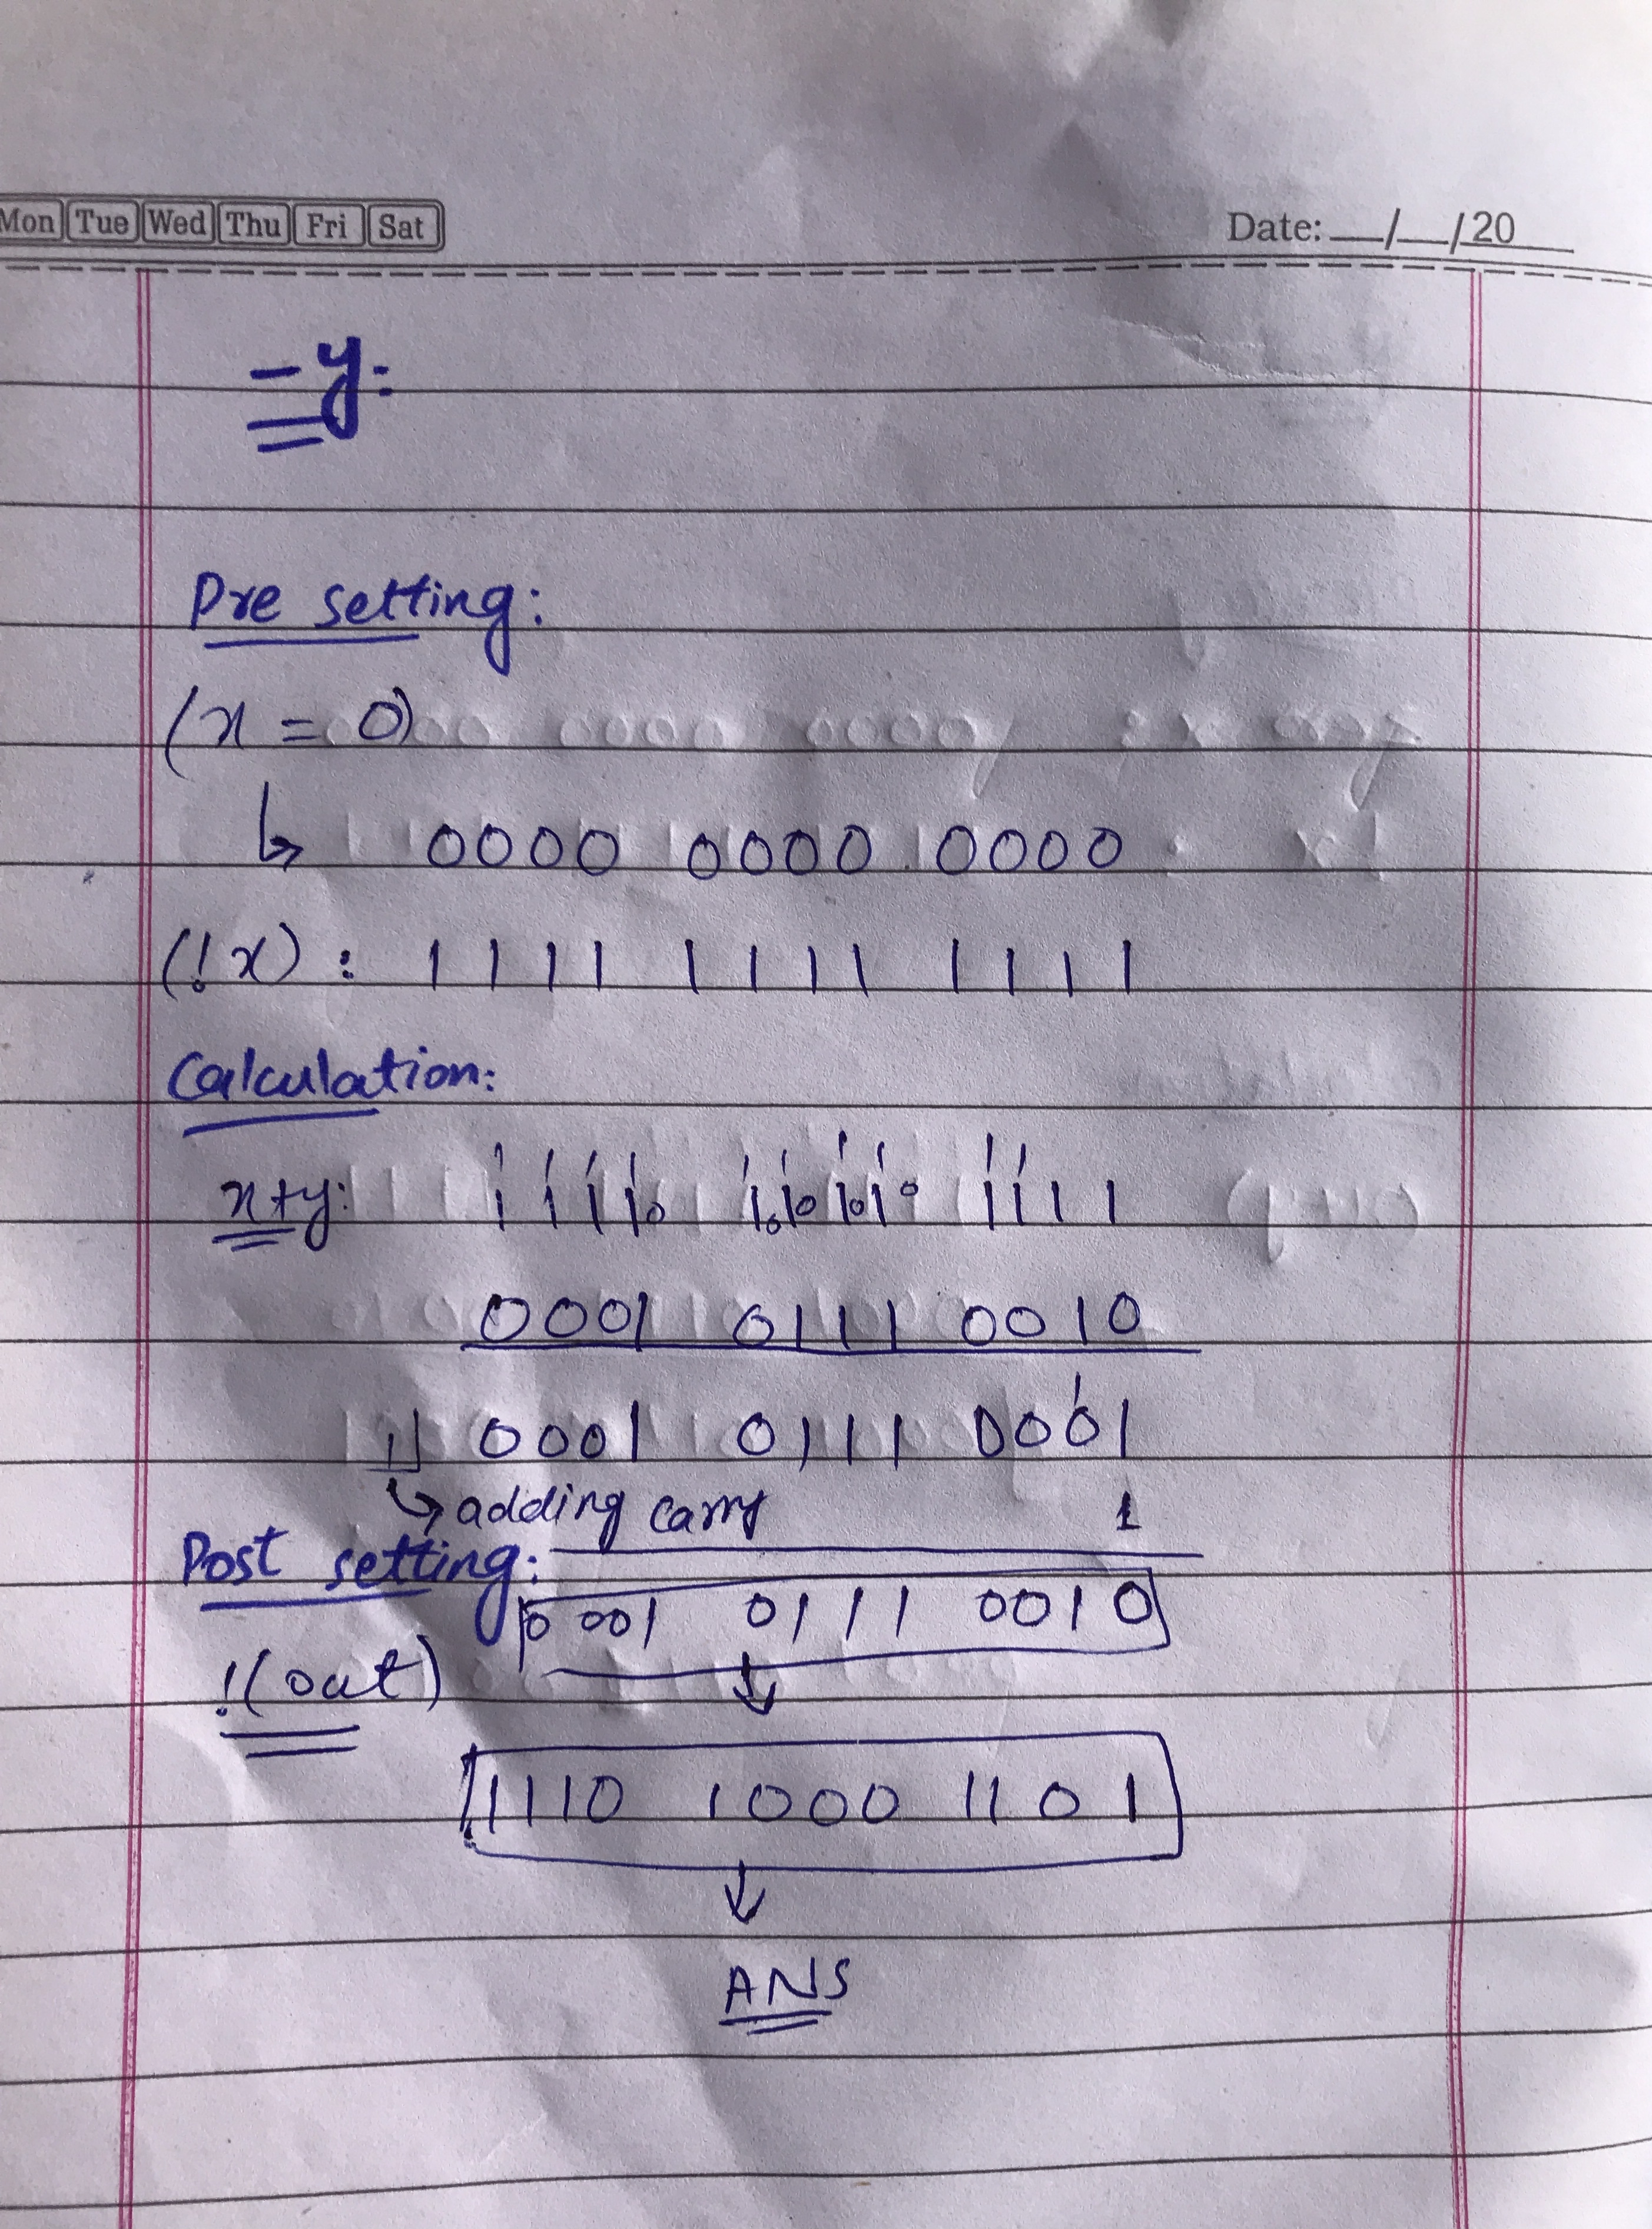 Mon Tue Wed Thu Fri Sat Date: __/__/20__
-y:
Pre setting:
(x = 0)
↳ 0000 0000 0000
(!x) : 1111 1111 1111
Calculation:
x+y: 1111 1111 1111
0001 0111 0010
1 0001 0111 0001
↳ adding carry 1
Post setting:
0001 0111 0010
!(out)
1110 1000 1101
ANS